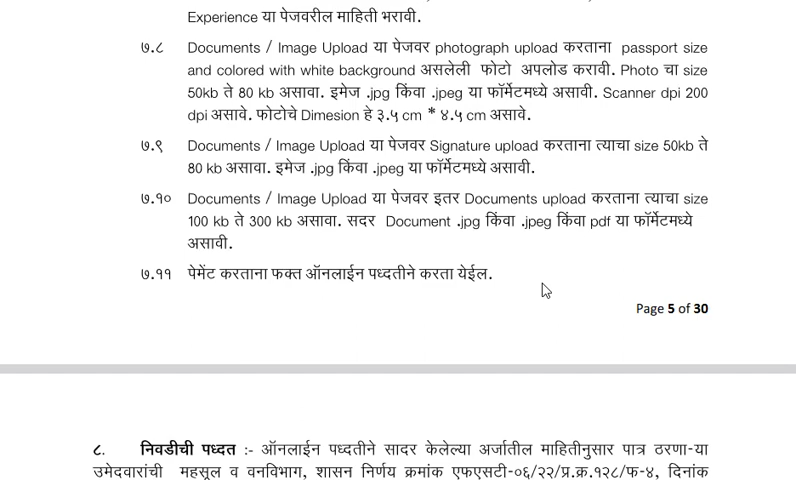 Experience या पेजवरील माहिती भरावी.
७.८ Documents / Image Upload या पेजवर photograph upload करताना passport size
and colored with white background असलेली फोटो अपलोड करावी. Photo चा size
50kb ते 80 kb असावा. इमेज .jpg किंवा .jpeg या फॉर्मेटमध्ये असावी. Scanner dpi 200
dpi असावे. फोटोचे Dimesion हे ३.५ cm * ४.५ cm असावे.
७.९ Documents / Image Upload या पेजवर Signature upload करताना त्याचा size 50kb ते
80 kb असावा. इमेज .jpg किंवा .jpeg या फॉर्मेटमध्ये असावी.
७.१० Documents / Image Upload या पेजवर इतर Documents upload करताना त्याचा size
100 kb ते 300 kb असावा. सदर Document .jpg किंवा .jpeg किंवा pdf या फॉर्मेटमध्ये
असावी.
७.११ पेमेंट करताना फक्त ऑनलाईन पध्दतीने करता येईल.
Page 5 of 30
८. निवडीची पध्दत :- ऑनलाईन पध्दतीने सादर केलेल्या अर्जातील माहितीनुसार पात्र ठरणा-या
उमेदवारांची महसूल व वनविभाग, शासन निर्णय क्रमांक एफएसटी-०६/२२/प्र.क्र.१२८/फ-४, दिनांक